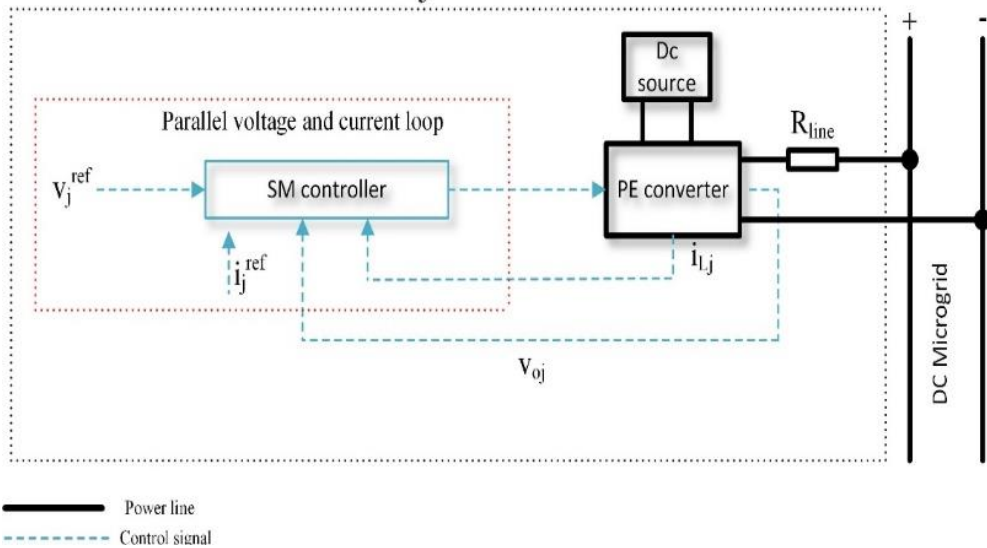 + -
Dc
source
Parallel voltage and current loop
R_line
v_j^ref
SM controller
PE converter
i_j^ref
i_Lj
v_oj
DC Microgrid
Power line
Control signal